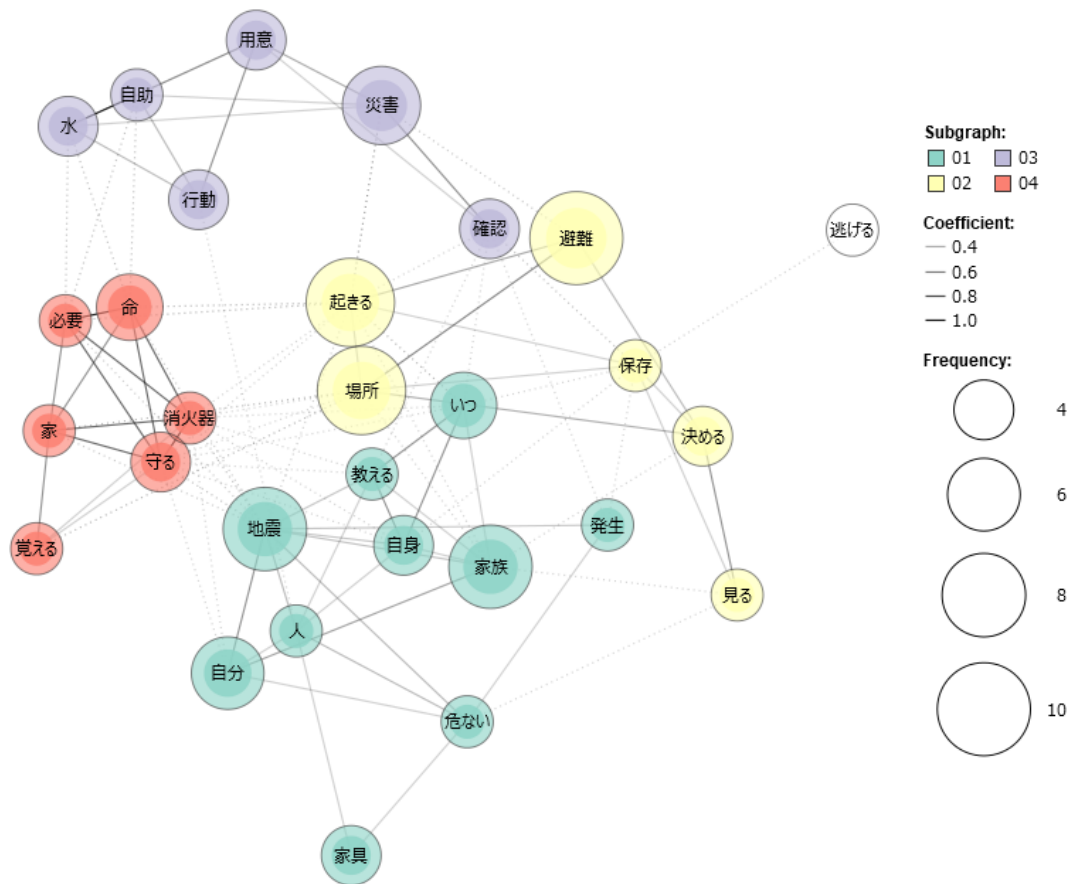 用意
自助
災害
水
行動
確認
避難
逃げる
起きる
命
必要
保存
場所
いつ
消火器
家
決める
守る
教える
地震
自身
発生
覚える
家族
見る
人
自分
危ない
家具
Subgraph:
01 03
02 04
Coefficient:
0.4
0.6
0.8
1.0
Frequency:
4
6
8
10